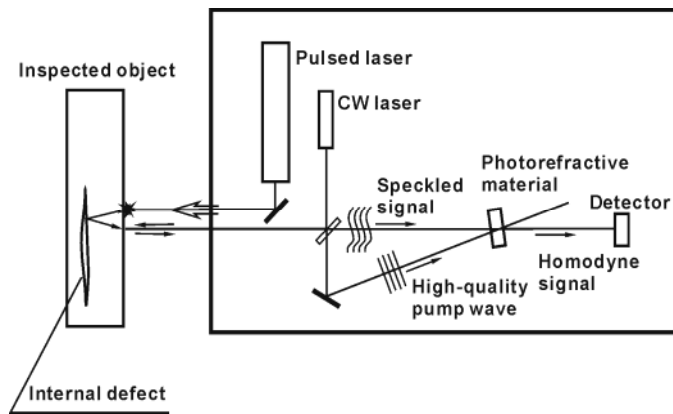 Inspected object
Pulsed laser
CW laser
Speckled
signal
Photorefractive
material
Detector
Homodyne
signal
High-quality
pump wave
Internal defect